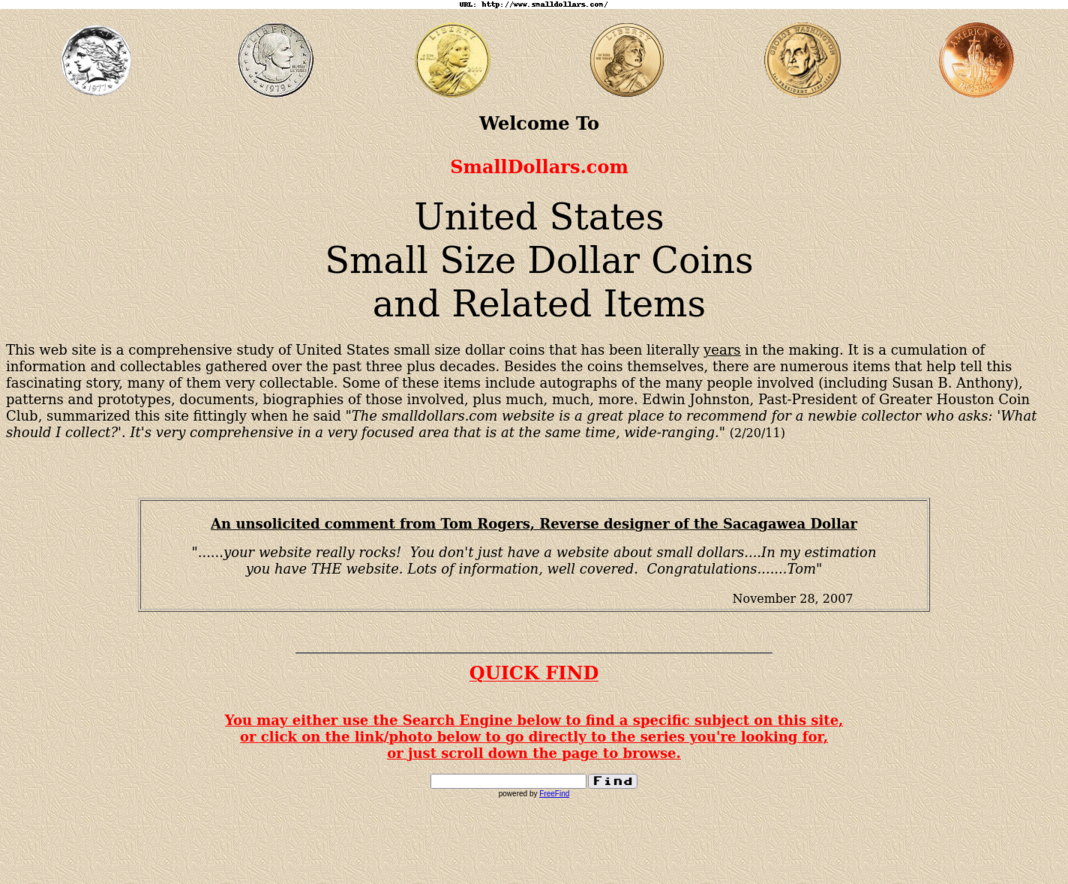 URL: http://www.smalldollars.com/
1977
LIBERTY
1979
LIBERTY
LIBERTY
GEORGE WASHINGTON
AMERICA 500
Welcome To
SmallDollars.com
United States
Small Size Dollar Coins
and Related Items
This web site is a comprehensive study of United States small size dollar coins that has been literally years in the making. It is a cumulation of
information and collectables gathered over the past three plus decades. Besides the coins themselves, there are numerous items that help tell this
fascinating story, many of them very collectable. Some of these items include autographs of the many people involved (including Susan B. Anthony),
patterns and prototypes, documents, biographies of those involved, plus much, much, more. Edwin Johnston, Past-President of Greater Houston Coin
Club, summarized this site fittingly when he said "The smalldollars.com website is a great place to recommend for a newbie collector who asks: 'What
should I collect?'. It's very comprehensive in a very focused area that is at the same time, wide-ranging." (2/20/11)
An unsolicited comment from Tom Rogers, Reverse designer of the Sacagawea Dollar
"......your website really rocks!  You don't just have a website about small dollars....In my estimation
you have THE website. Lots of information, well covered.  Congratulations.......Tom"
November 28, 2007
QUICK FIND
You may either use the Search Engine below to find a specific subject on this site,
or click on the link/photo below to go directly to the series you're looking for,
or just scroll down the page to browse.
Find
powered by FreeFind